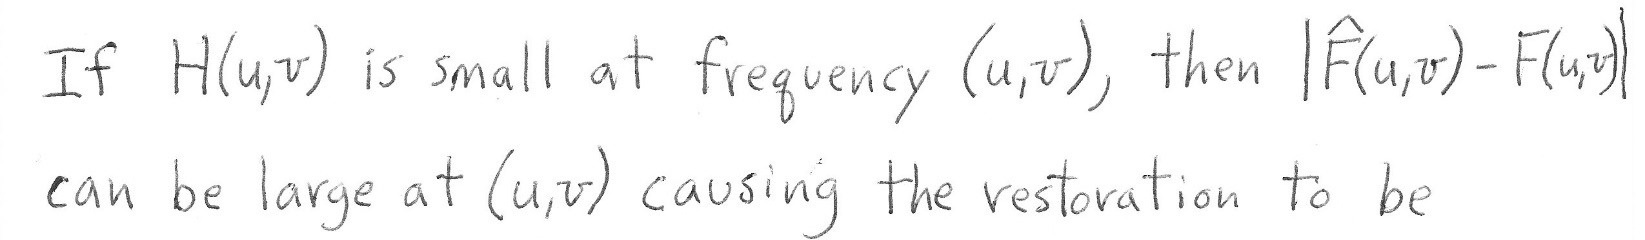 If H(u,v) is small at frequency (u,v), then |F̂(u,v) - F(u,v)|
can be large at (u,v) causing the restoration to be